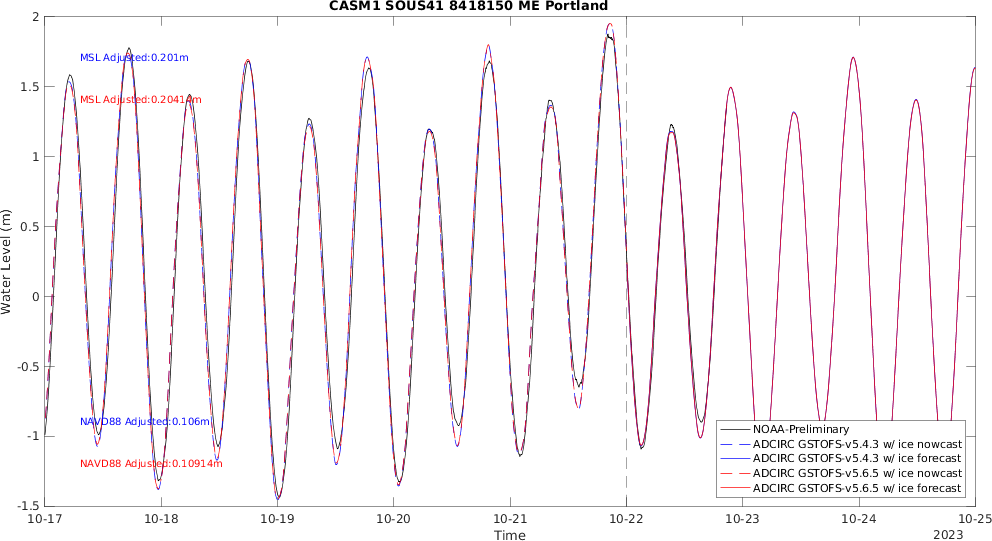 CASM1 SOUS41 8418150 ME Portland
2
1.5
1
0.5
0
-0.5
-1
-1.5
Water Level (m)
MSL Adjusted:0.201m
MSL Adjusted:0.20414m
NAVD88 Adjusted:0.106m
NAVD88 Adjusted:0.10914m
NOAA-Preliminary
ADCIRC GSTOFS-v5.4.3 w/ ice nowcast
ADCIRC GSTOFS-v5.4.3 w/ ice forecast
ADCIRC GSTOFS-v5.6.5 w/ ice nowcast
ADCIRC GSTOFS-v5.6.5 w/ ice forecast
10-17 10-18 10-19 10-20 10-21 10-22 10-23 10-24 10-25
Time
2023